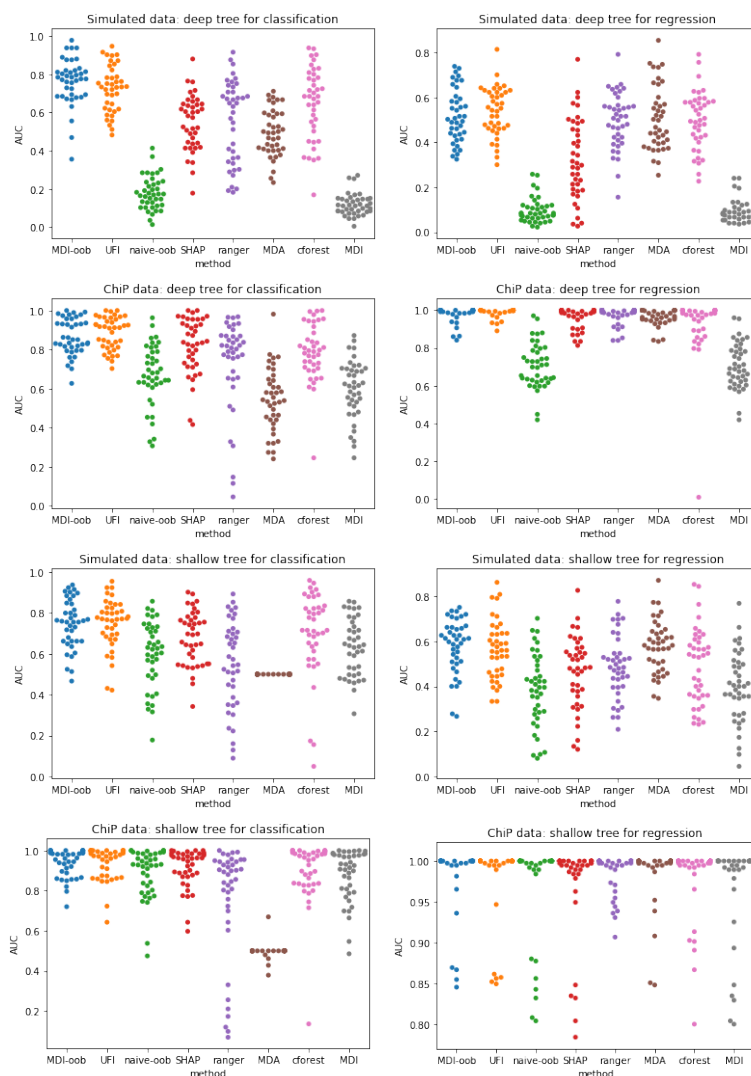 Simulated data: deep tree for classification
1.0
0.8
0.6
0.4
0.2
0.0
AUC
MDI-oob UFI naive-oob SHAP ranger MDA cforest MDI
method
Simulated data: deep tree for regression
0.8
0.6
0.4
0.2
0.0
AUC
MDI-oob UFI naive-oob SHAP ranger MDA cforest MDI
method
ChiP data: deep tree for classification
1.0
0.8
0.6
0.4
0.2
0.0
AUC
MDI-oob UFI naive-oob SHAP ranger MDA cforest MDI
method
ChiP data: deep tree for regression
1.0
0.8
0.6
0.4
0.2
0.0
AUC
MDI-oob UFI naive-oob SHAP ranger MDA cforest MDI
method
Simulated data: shallow tree for classification
1.0
0.8
0.6
0.4
0.2
0.0
AUC
MDI-oob UFI naive-oob SHAP ranger MDA cforest MDI
method
Simulated data: shallow tree for regression
1.0
0.8
0.6
0.4
0.2
0.0
AUC
MDI-oob UFI naive-oob SHAP ranger MDA cforest MDI
method
ChiP data: shallow tree for classification
1.0
0.8
0.6
0.4
0.2
AUC
MDI-oob UFI naive-oob SHAP ranger MDA cforest MDI
method
ChiP data: shallow tree for regression
1.00
0.95
0.90
0.85
0.80
AUC
MDI-oob UFI naive-oob SHAP ranger MDA cforest MDI
method